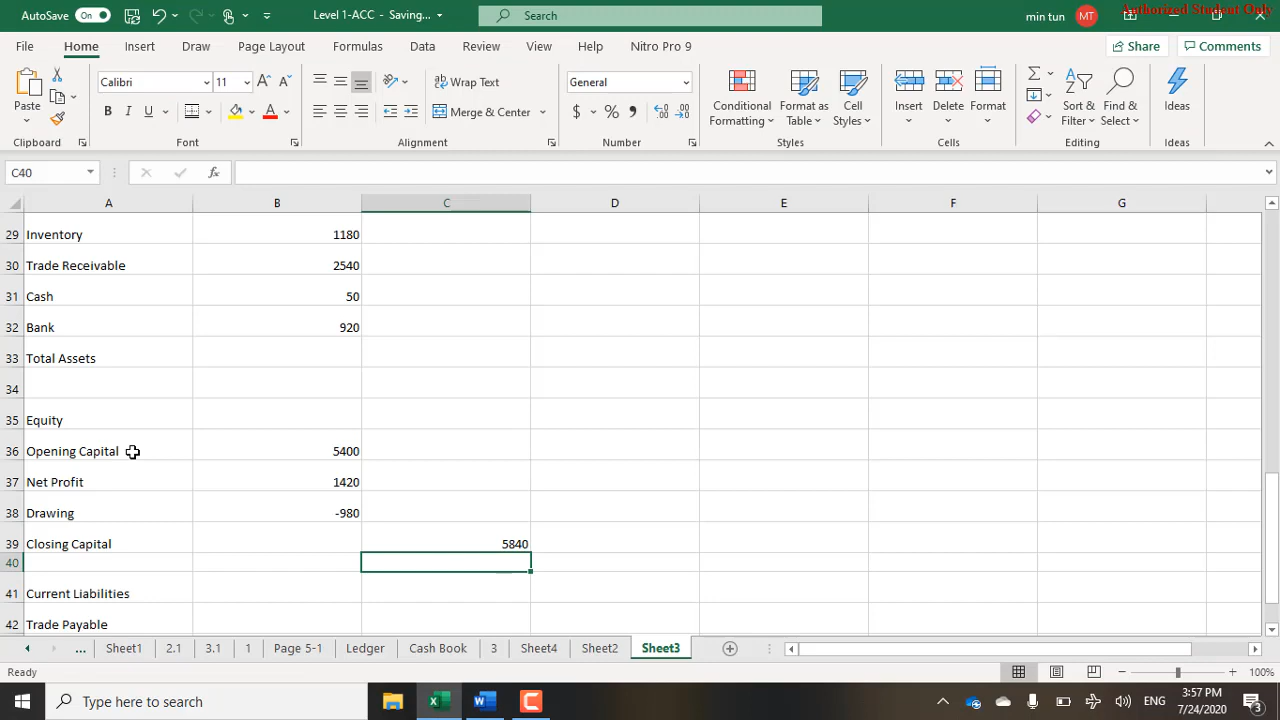 AutoSave On Level 1-ACC - Saving... Search min tun MT Authorized Student Only
File Home Insert Draw Page Layout Formulas Data Review View Help Nitro Pro 9 Share Comments
Calibri 11 Wrap Text General
Paste Merge & Center Conditional Formatting Format as Table Cell Styles Insert Delete Format Sort & Filter Find & Select Ideas
Clipboard Font Alignment Number Styles Cells Editing Ideas
C40 fx
A B C D E F G
29 Inventory 1180
30 Trade Receivable 2540
31 Cash 50
32 Bank 920
33 Total Assets
34
35 Equity
36 Opening Capital 5400
37 Net Profit 1420
38 Drawing -980
39 Closing Capital 5840
40
41 Current Liabilities
42 Trade Payable
... Sheet1 2.1 3.1 1 Page 5-1 Ledger Cash Book 3 Sheet4 Sheet2 Sheet3
Ready 100%
Type here to search ENG 3:57 PM
7/24/2020 3